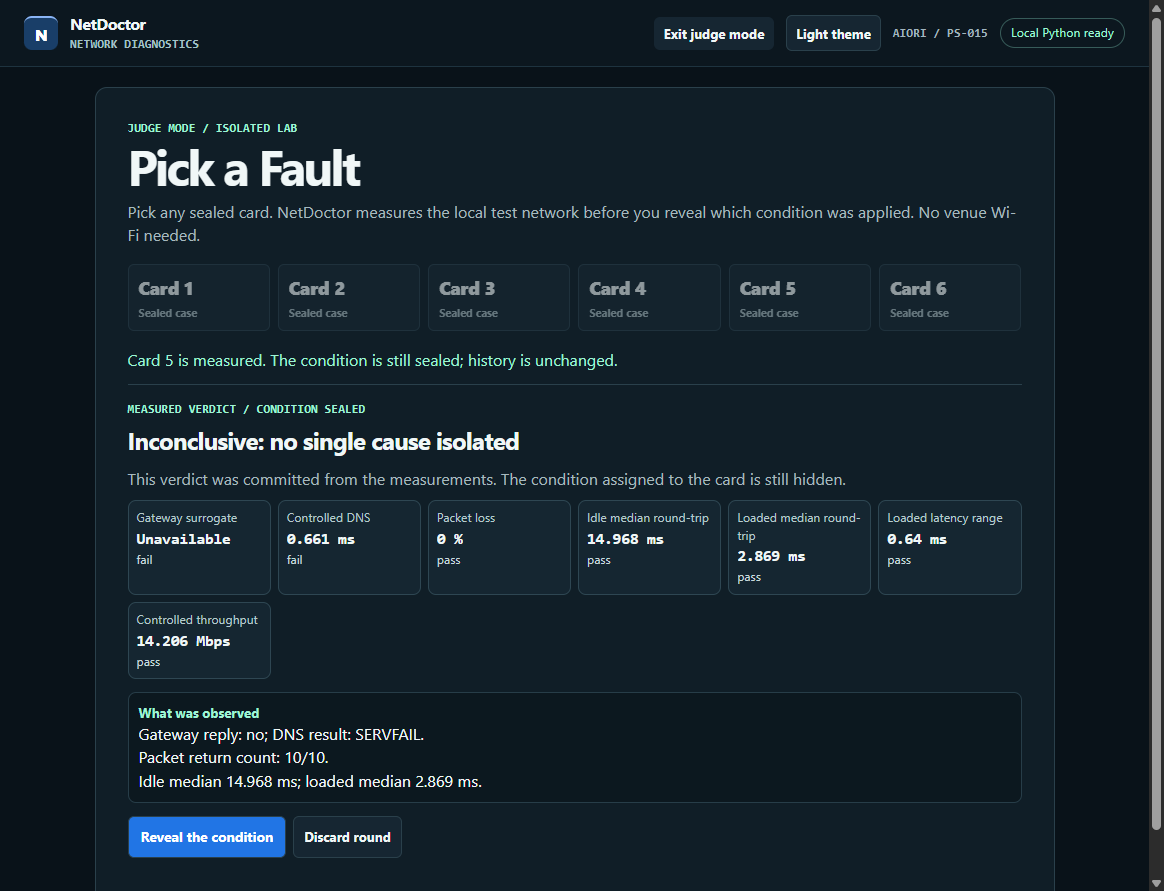 N
NetDoctor
NETWORK DIAGNOSTICS
Exit judge mode
Light theme
AIORI / PS-015
Local Python ready
JUDGE MODE / ISOLATED LAB
Pick a Fault
Pick any sealed card. NetDoctor measures the local test network before you reveal which condition was applied. No venue Wi-
Fi needed.
Card 1
Sealed case
Card 2
Sealed case
Card 3
Sealed case
Card 4
Sealed case
Card 5
Sealed case
Card 6
Sealed case
Card 5 is measured. The condition is still sealed; history is unchanged.
MEASURED VERDICT / CONDITION SEALED
Inconclusive: no single cause isolated
This verdict was committed from the measurements. The condition assigned to the card is still hidden.
Gateway surrogate
Unavailable
fail
Controlled DNS
0.661 ms
fail
Packet loss
0 %
pass
Idle median round-trip
14.968 ms
pass
Loaded median round-
trip
2.869 ms
pass
Loaded latency range
0.64 ms
pass
Controlled throughput
14.206 Mbps
pass
What was observed
Gateway reply: no; DNS result: SERVFAIL.
Packet return count: 10/10.
Idle median 14.968 ms; loaded median 2.869 ms.
Reveal the condition
Discard round